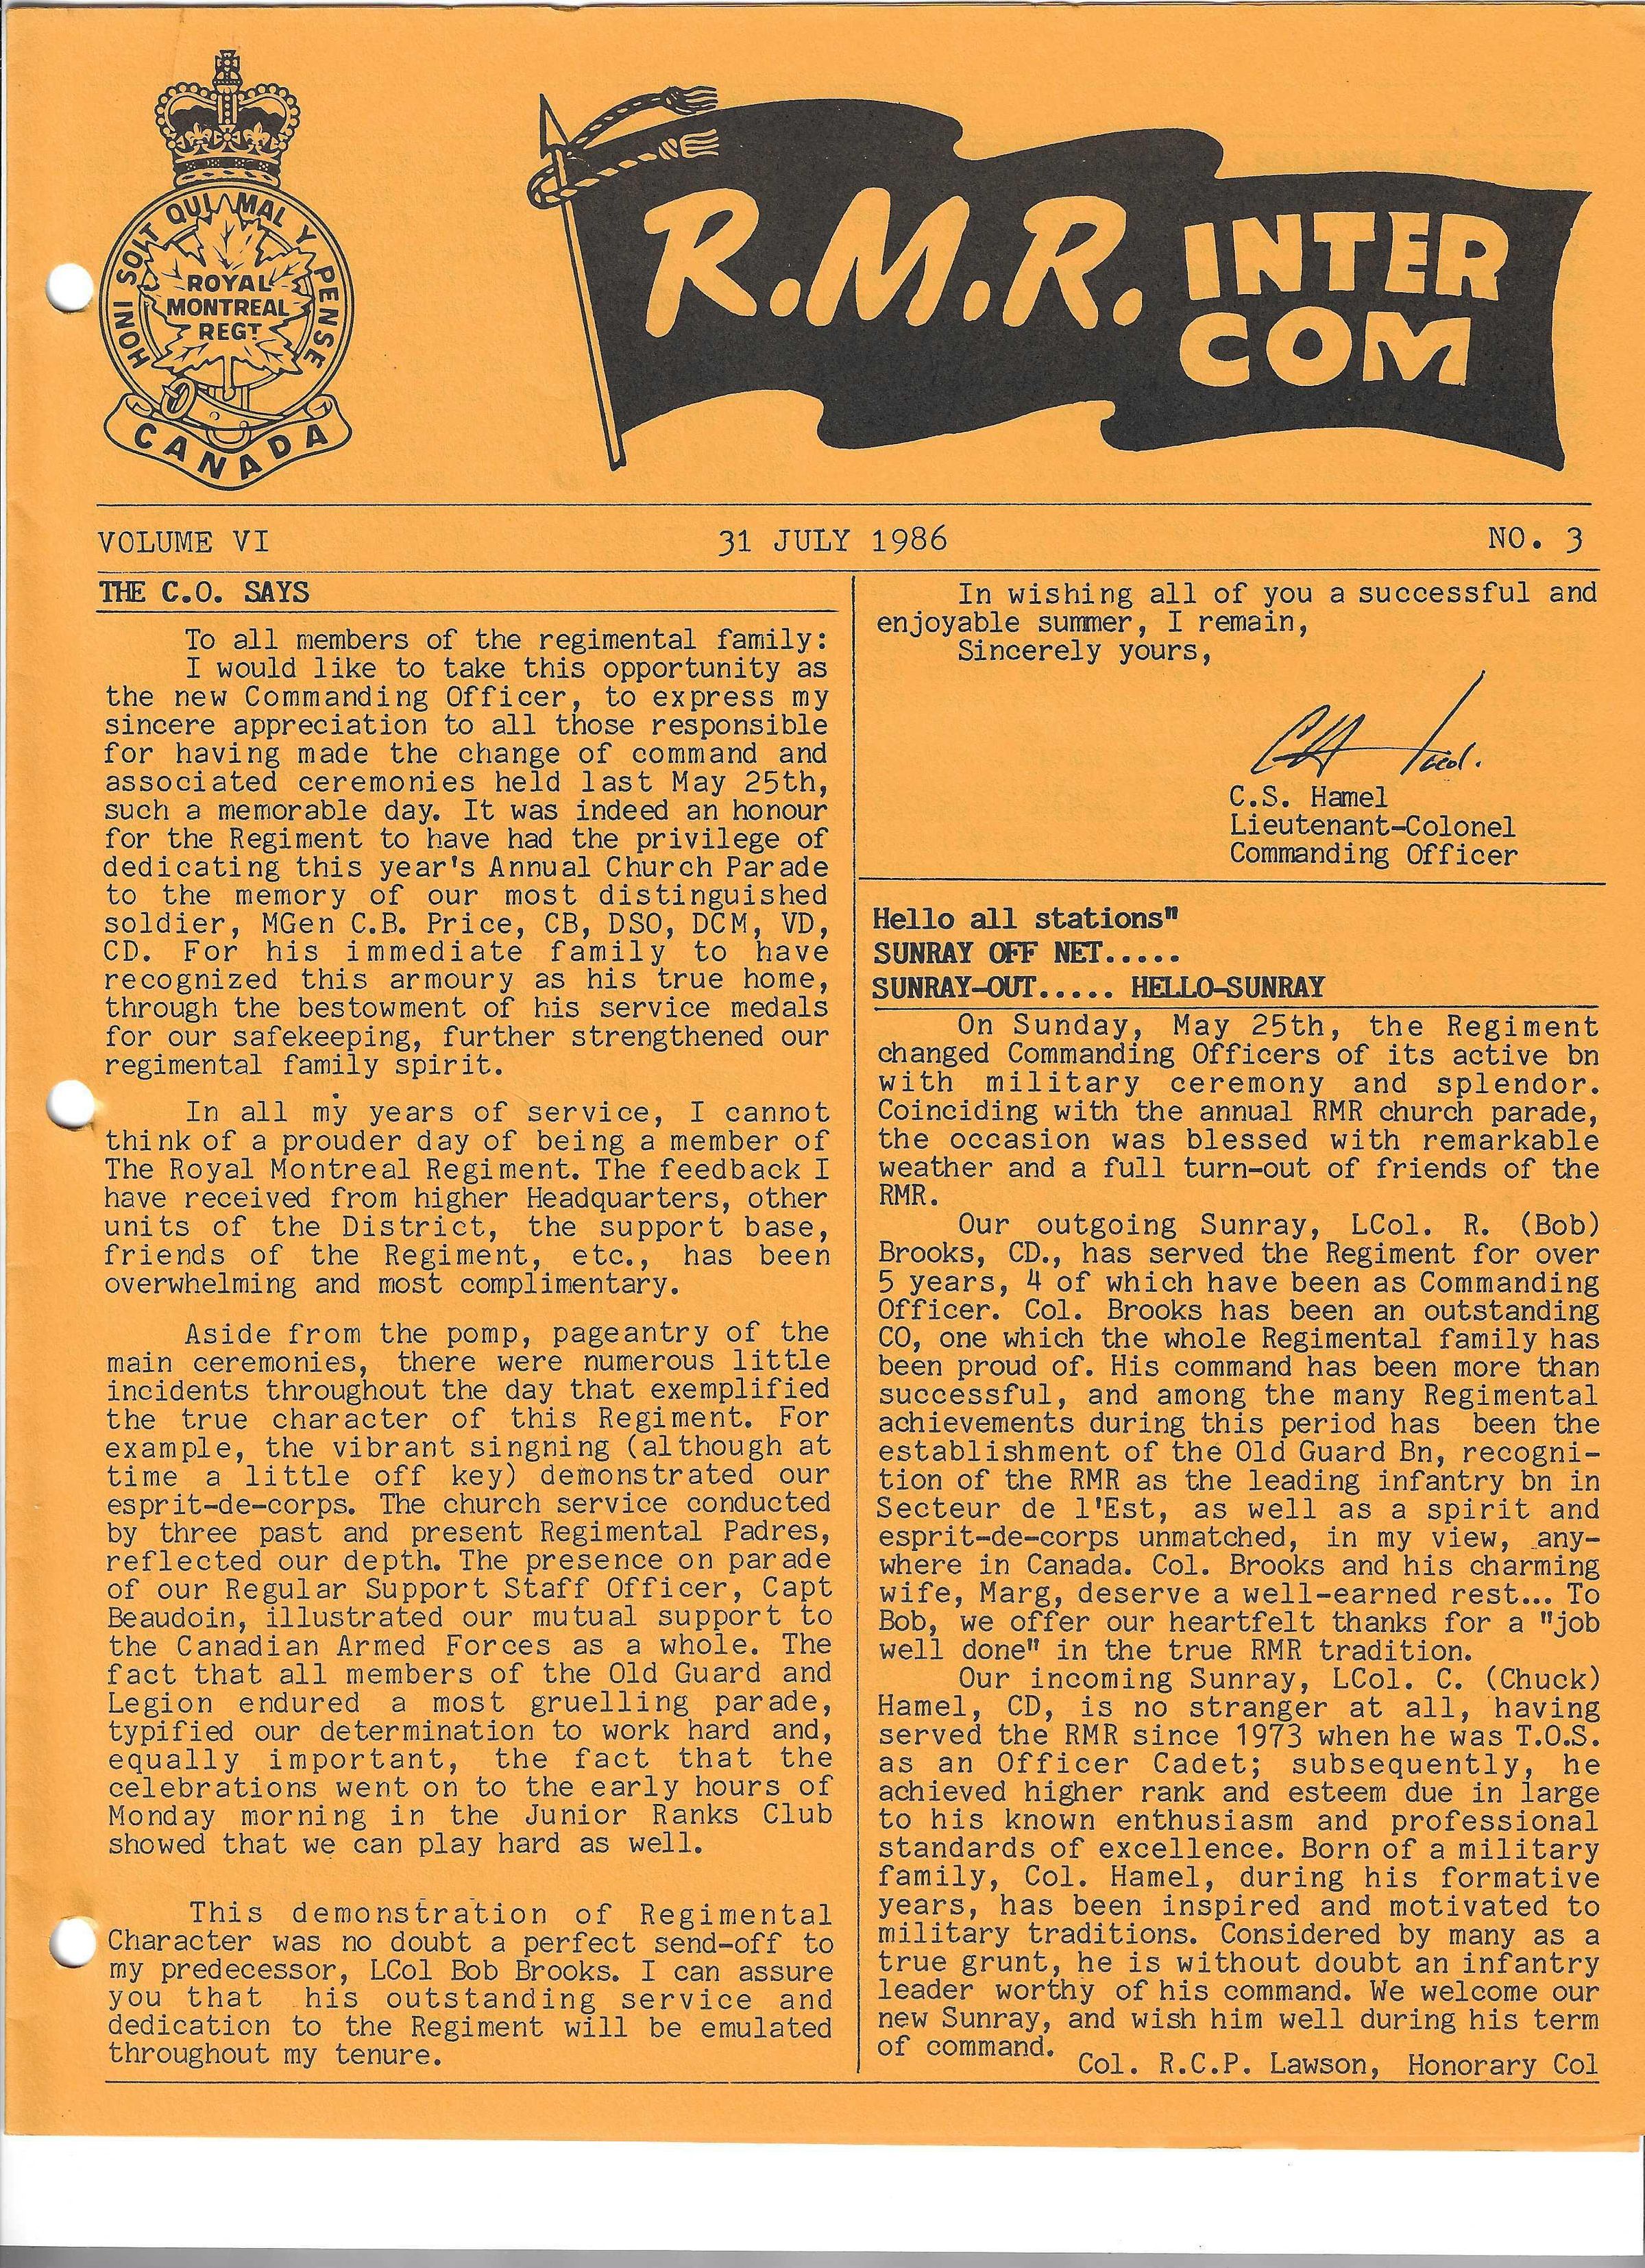 HONI SOIT QUI MAL Y PENSE
ROYAL
MONTREAL
REGT
CANADA
R.M.R. INTER
COM
VOLUME VI 31 JULY 1986 NO. 3
THE C.O. SAYS
To all members of the regimental family:
I would like to take this opportunity as
the new Commanding Officer, to express my
sincere appreciation to all those responsible
for having made the change of command and
associated ceremonies held last May 25th,
such a memorable day. It was indeed an honour
for the Regiment to have had the privilege of
dedicating this year's Annual Church Parade
to the memory of our most distinguished
soldier, MGen C.B. Price, CB, DSO, DCM, VD,
CD. For his immediate family to have
recognized this armoury as his true home,
through the bestowment of his service medals
for our safekeeping, further strengthened our
regimental family spirit.
In all my years of service, I cannot
think of a prouder day of being a member of
The Royal Montreal Regiment. The feedback I
have received from higher Headquarters, other
units of the District, the support base,
friends of the Regiment, etc., has been
overwhelming and most complimentary.
Aside from the pomp, pageantry of the
main ceremonies, there were numerous little
incidents throughout the day that exemplified
the true character of this Regiment. For
example, the vibrant singning (although at
time a little off key) demonstrated our
esprit-de-corps. The church service conducted
by three past and present Regimental Padres,
reflected our depth. The presence on parade
of our Regular Support Staff Officer, Capt
Beaudoin, illustrated our mutual support to
the Canadian Armed Forces as a whole. The
fact that all members of the Old Guard and
Legion endured a most gruelling parade,
typified our determination to work hard and,
equally important, the fact that the
celebrations went on to the early hours of
Monday morning in the Junior Ranks Club
showed that we can play hard as well.
This demonstration of Regimental
Character was no doubt a perfect send-off to
my predecessor, LCol Bob Brooks. I can assure
you that his outstanding service and
dedication to the Regiment will be emulated
throughout my tenure.
In wishing all of you a successful and
enjoyable summer, I remain,
Sincerely yours,
C.S. Hamel
Lieutenant-Colonel
Commanding Officer
Hello all stations"
SUNRAY OFF NET.....
SUNRAY-OUT..... HELLO-SUNRAY
On Sunday, May 25th, the Regiment
changed Commanding Officers of its active bn
with military ceremony and splendor.
Coinciding with the annual RMR church parade,
the occasion was blessed with remarkable
weather and a full turn-out of friends of the
RMR.
Our outgoing Sunray, LCol. R. (Bob)
Brooks, CD., has served the Regiment for over
5 years, 4 of which have been as Commanding
Officer. Col. Brooks has been an outstanding
CO, one which the whole Regimental family has
been proud of. His command has been more than
successful, and among the many Regimental
achievements during this period has been the
establishment of the Old Guard Bn, recogni-
tion of the RMR as the leading infantry bn in
Secteur de l'Est, as well as a spirit and
esprit-de-corps unmatched, in my view, any-
where in Canada. Col. Brooks and his charming
wife, Marg, deserve a well-earned rest... To
Bob, we offer our heartfelt thanks for a "job
well done" in the true RMR tradition.
Our incoming Sunray, LCol. C. (Chuck)
Hamel, CD, is no stranger at all, having
served the RMR since 1973 when he was T.O.S.
as an Officer Cadet; subsequently, he
achieved higher rank and esteem due in large
to his known enthusiasm and professional
standards of excellence. Born of a military
family, Col. Hamel, during his formative
years, has been inspired and motivated to
military traditions. Considered by many as a
true grunt, he is without doubt an infantry
leader worthy of his command. We welcome our
new Sunray, and wish him well during his term
of command.
Col. R.C.P. Lawson, Honorary Col